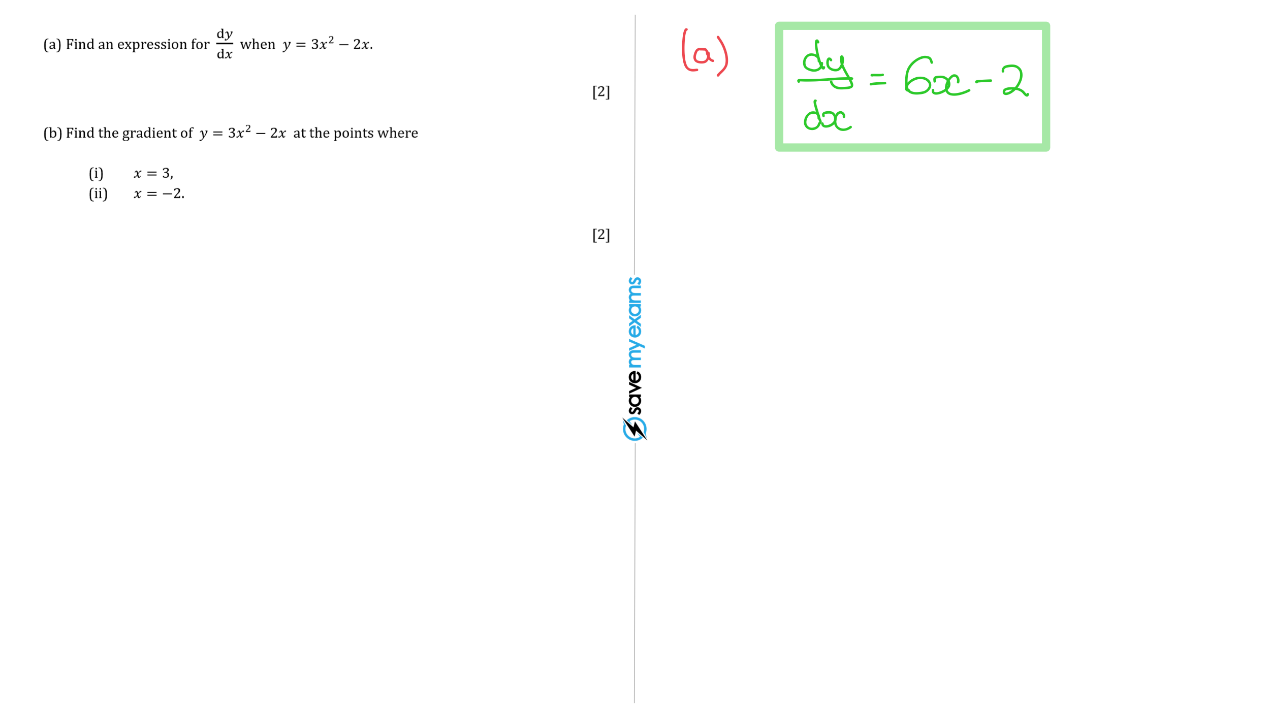 (a) Find an expression for dy/dx when y = 3x² − 2x.
[2]
(b) Find the gradient of y = 3x² − 2x at the points where
(i) x = 3,
(ii) x = −2.
[2]
save my exams
(a) dy/dx = 6x − 2